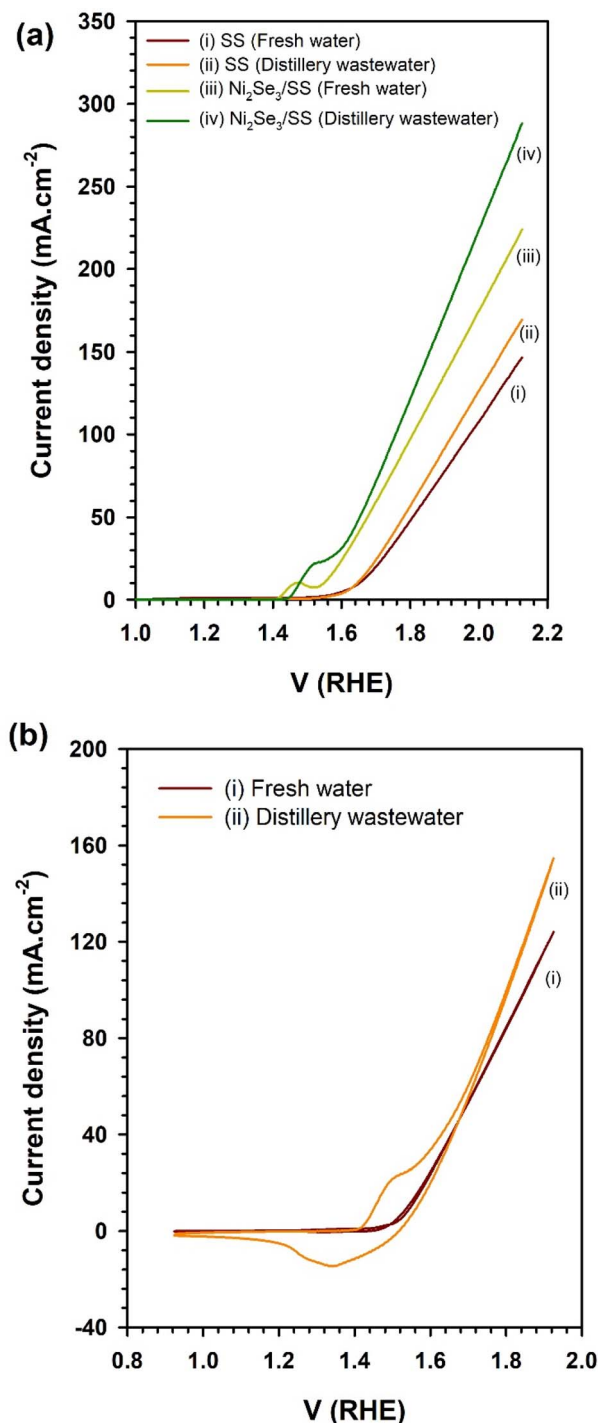 (a)
350
(i) SS (Fresh water)
(ii) SS (Distillery wastewater)
300
(iii) Ni₂Se₃/SS (Fresh water)
(iv) Ni₂Se₃/SS (Distillery wastewater)
250
200
150
100
50
0
Current density (mA.cm⁻²)
(iv)
(iii)
(ii)
(i)
1.0 1.2 1.4 1.6 1.8 2.0 2.2
V (RHE)
(b)
200
(i) Fresh water
(ii) Distillery wastewater
160
120
80
40
0
-40
Current density (mA.cm⁻²)
(ii)
(i)
0.8 1.0 1.2 1.4 1.6 1.8 2.0
V (RHE)